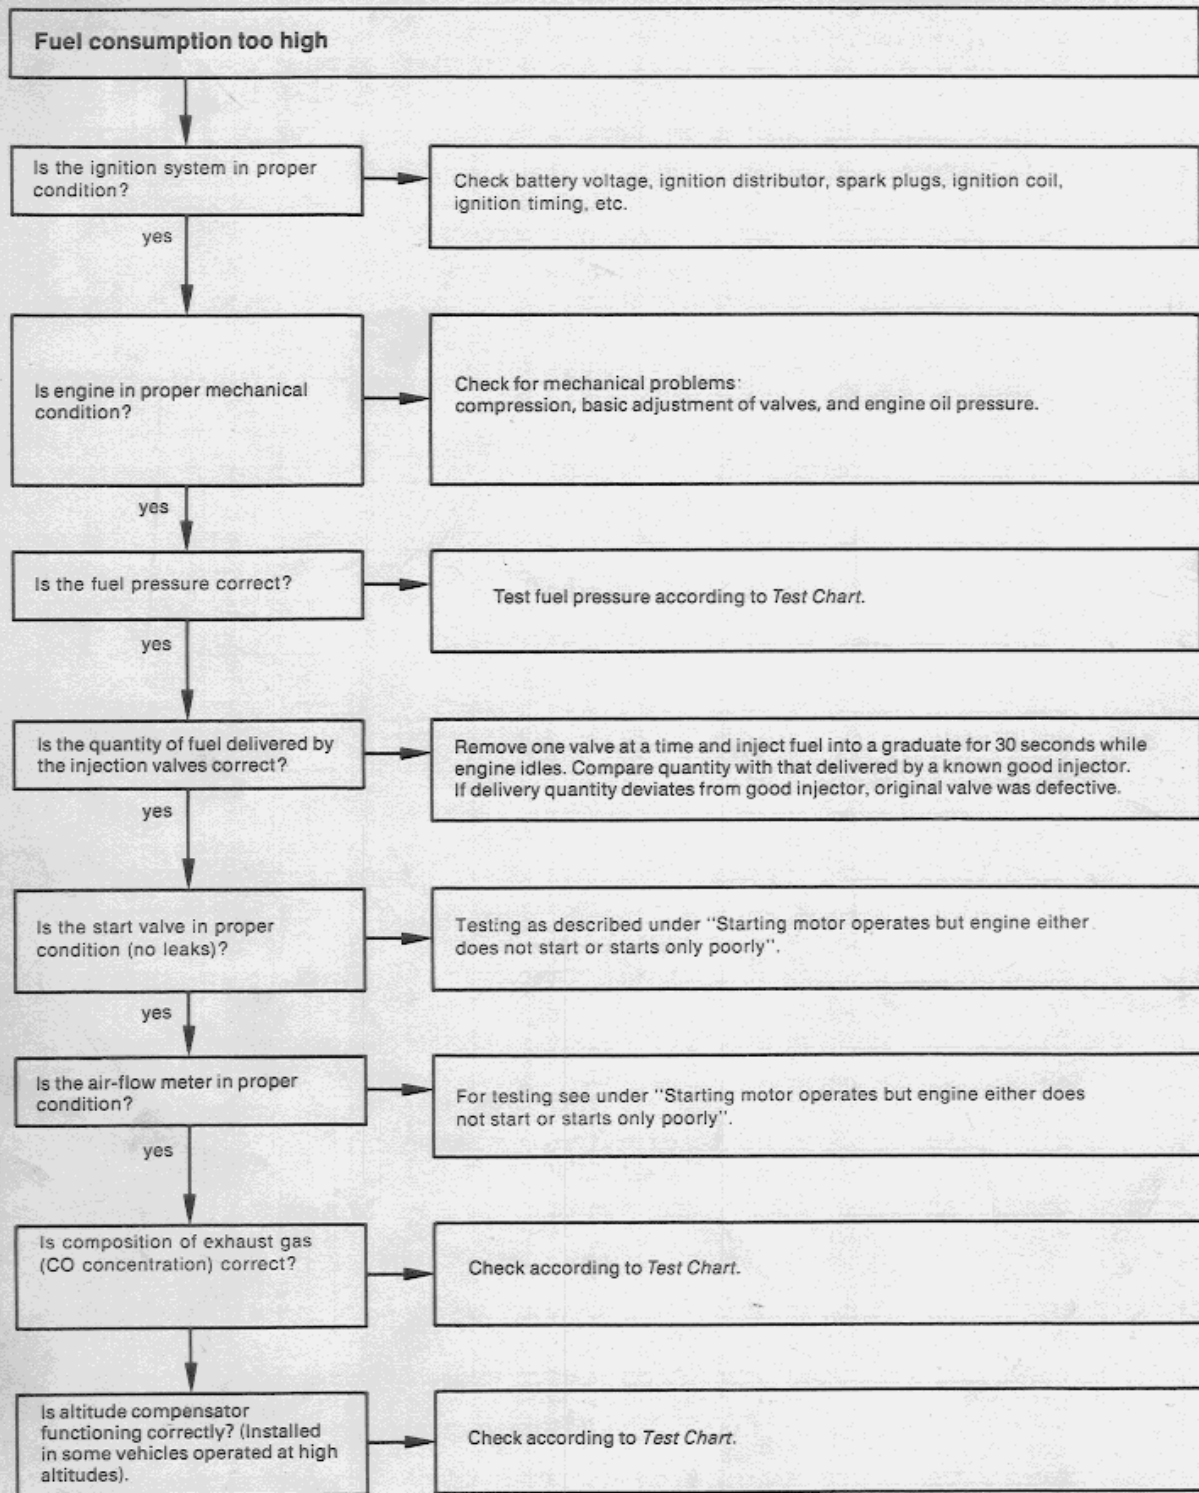 Fuel consumption too high
Is the ignition system in proper
condition?
Check battery voltage, ignition distributor, spark plugs, ignition coil,
ignition timing, etc.
yes
Is engine in proper mechanical
condition?
Check for mechanical problems:
compression, basic adjustment of valves, and engine oil pressure.
yes
Is the fuel pressure correct?
Test fuel pressure according to Test Chart.
yes
Is the quantity of fuel delivered by
the injection valves correct?
Remove one valve at a time and inject fuel into a graduate for 30 seconds while
engine idles. Compare quantity with that delivered by a known good injector.
If delivery quantity deviates from good injector, original valve was defective.
yes
Is the start valve in proper
condition (no leaks)?
Testing as described under "Starting motor operates but engine either
does not start or starts only poorly".
yes
Is the air-flow meter in proper
condition?
For testing see under "Starting motor operates but engine either does
not start or starts only poorly".
yes
Is composition of exhaust gas
(CO concentration) correct?
Check according to Test Chart.
Is altitude compensator
functioning correctly? (Installed
in some vehicles operated at high
altitudes).
Check according to Test Chart.